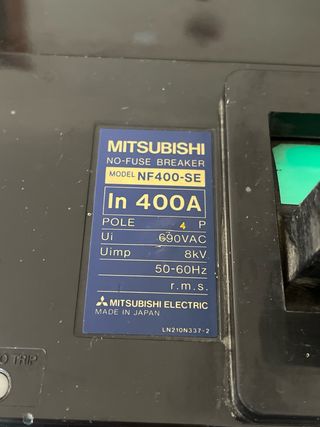 MITSUBISHI
NO-FUSE BREAKER
MODEL NF400-SE
In 400A
POLE 4 P
Ui 690VAC
Uimp 8kV
50-60Hz
r.m.s.
MITSUBISHI ELECTRIC
MADE IN JAPAN
LN210N337-2
TRIP